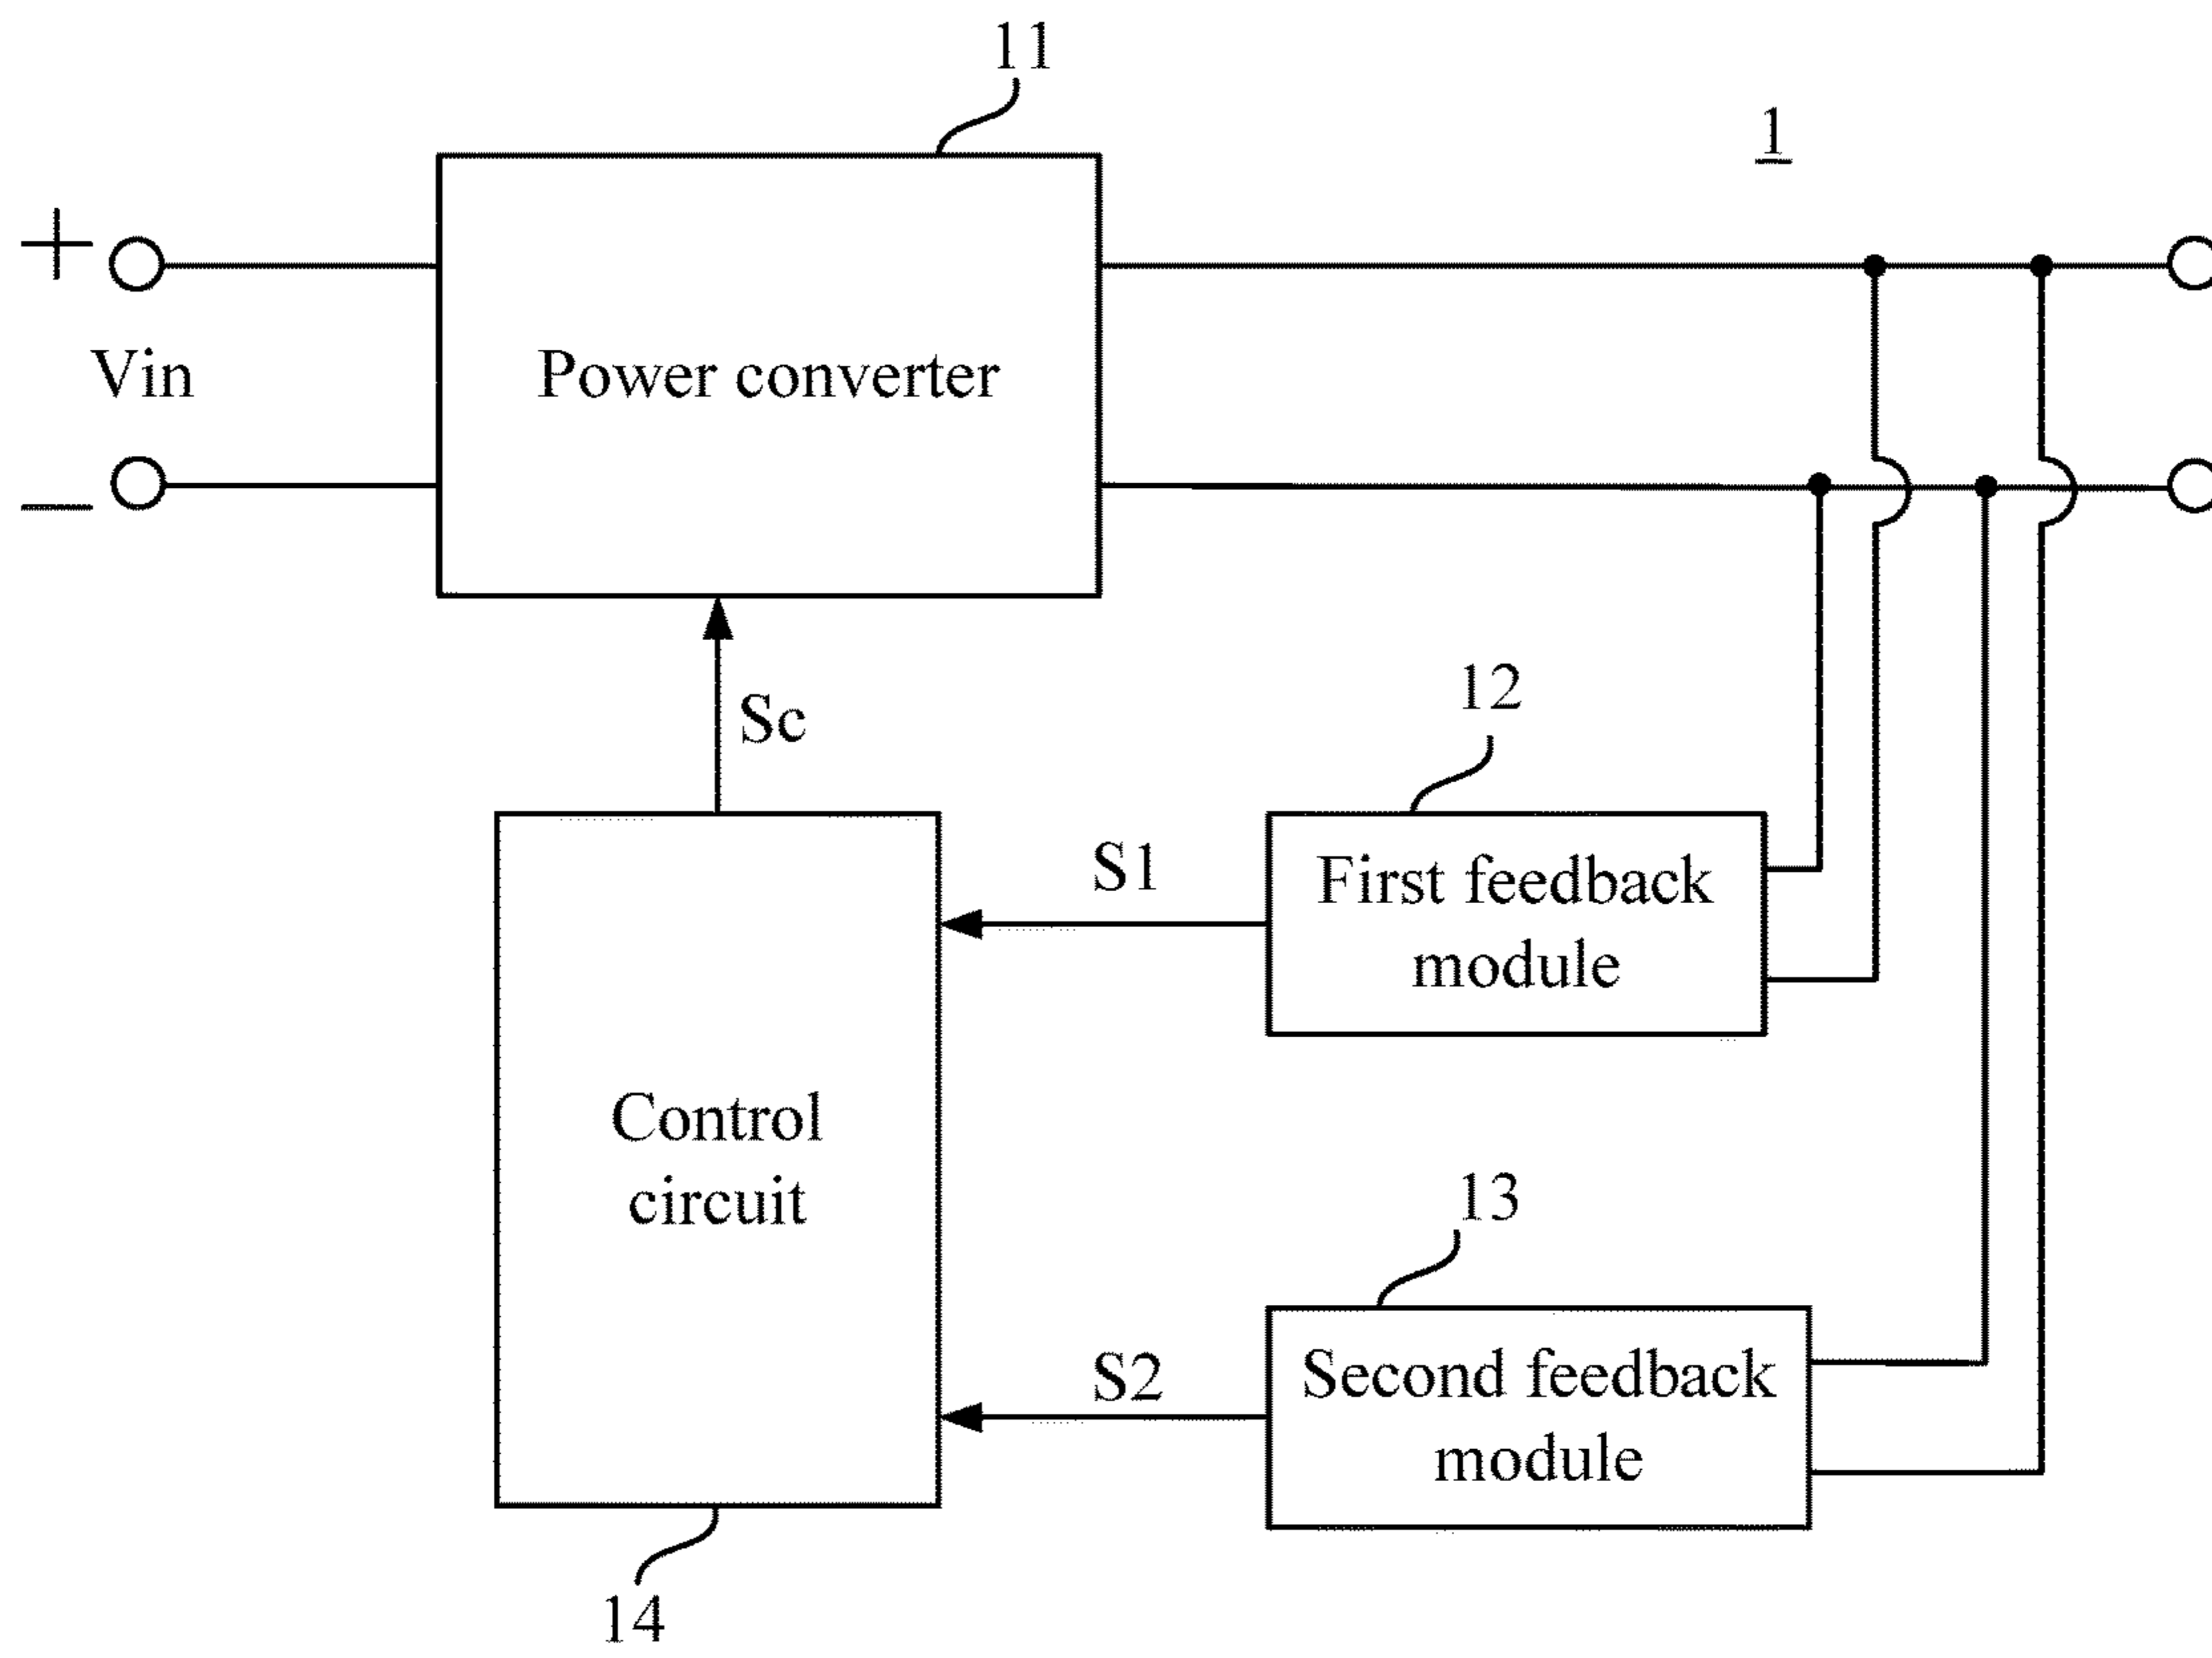 11
1
+
Vin
−
Power converter
Sc
12
S1
First feedback
module
Control
circuit
13
S2
Second feedback
module
14